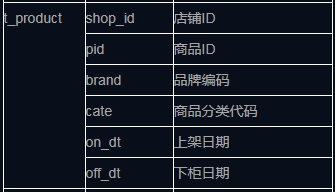 t_product shop_id 店铺ID
pid 商品ID
brand 品牌编码
cate 商品分类代码
on_dt 上架日期
off_dt 下柜日期